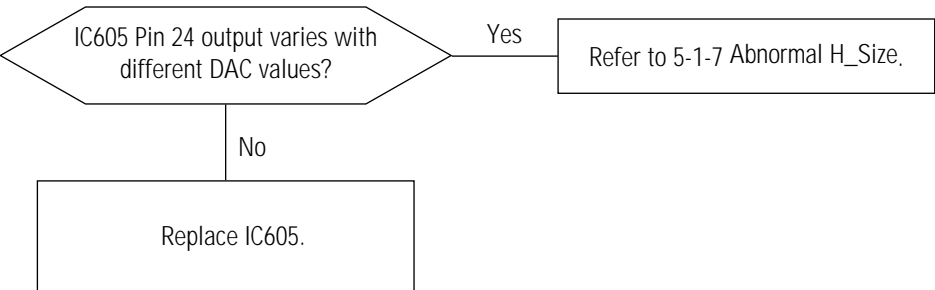 IC605 Pin 24 output varies with
different DAC values?
Yes
Refer to 5-1-7 Abnormal H_Size.
No
Replace IC605.